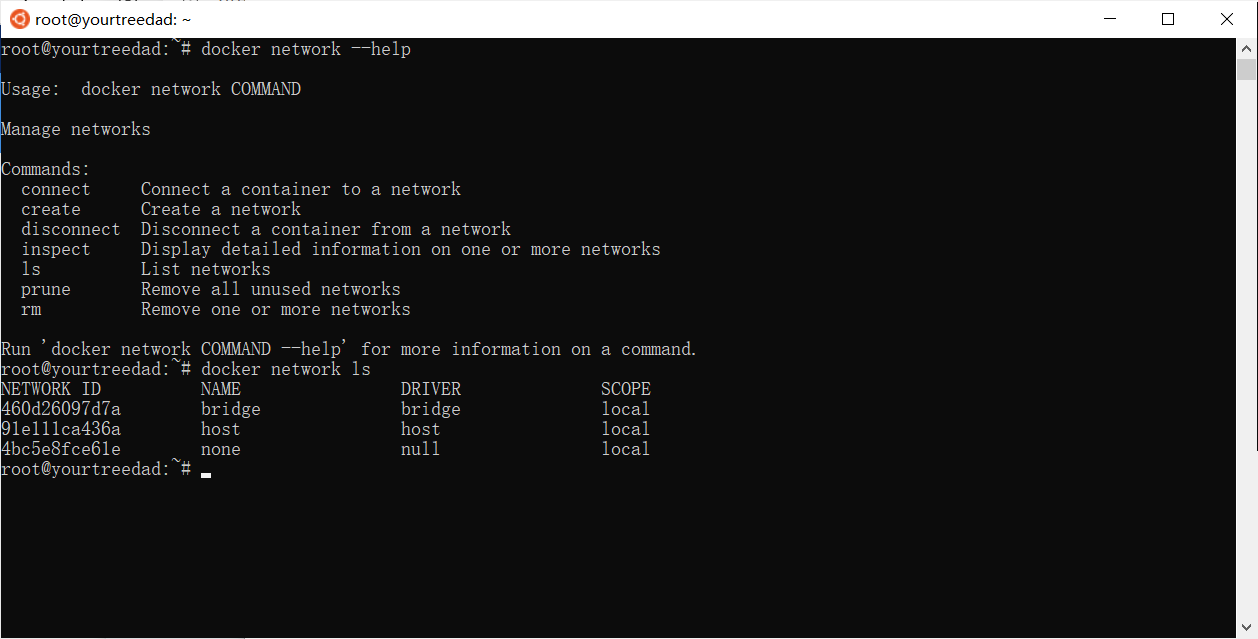 root@yourtreedad: ~
root@yourtreedad:~# docker network --help
Usage:  docker network COMMAND
Manage networks
Commands:
  connect     Connect a container to a network
  create      Create a network
  disconnect  Disconnect a container from a network
  inspect     Display detailed information on one or more networks
  ls          List networks
  prune       Remove all unused networks
  rm          Remove one or more networks
Run 'docker network COMMAND --help' for more information on a command.
root@yourtreedad:~# docker network ls
NETWORK ID          NAME                DRIVER              SCOPE
460d26097d7a        bridge              bridge              local
91e111ca436a        host                host                local
4bc5e8fce61e        none                null                local
root@yourtreedad:~#